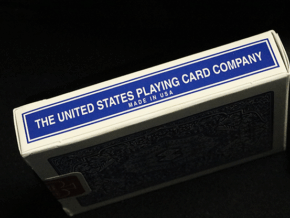 THE UNITED STATES PLAYING CARD COMPANY
MADE IN USA